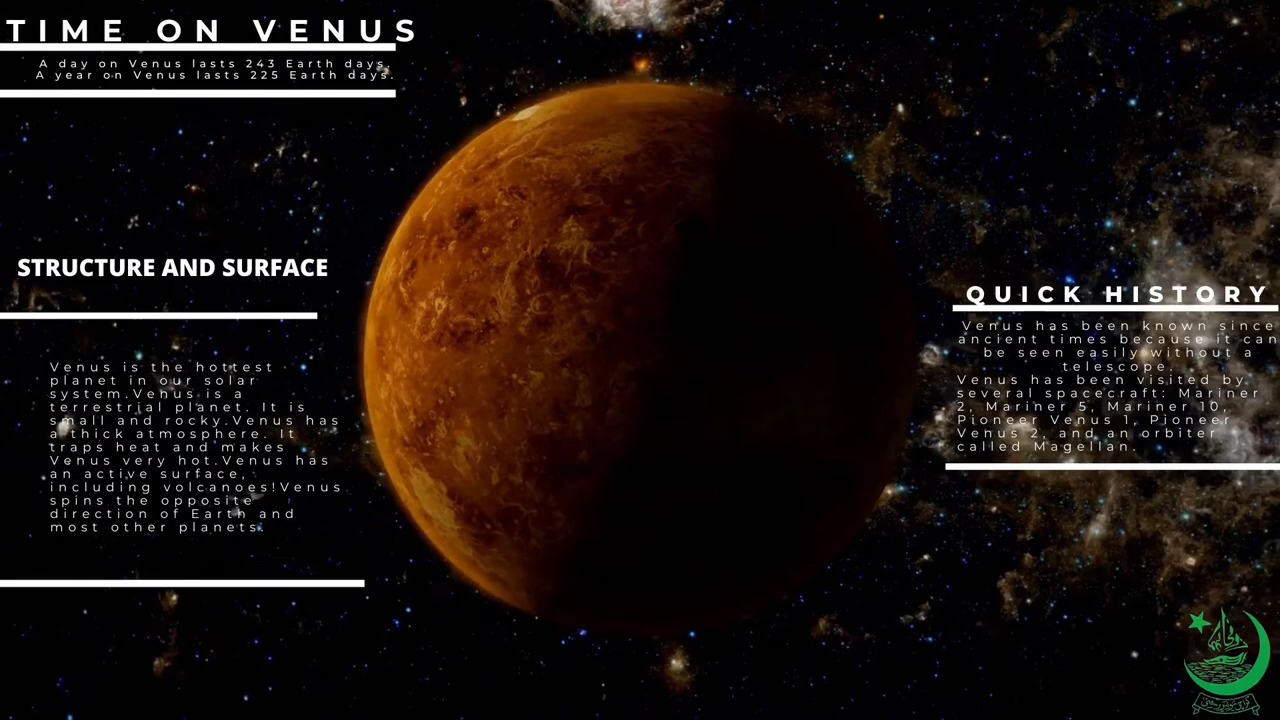 TIME ON VENUS
A day on Venus lasts 243 Earth days.
A year on Venus lasts 225 Earth days.
STRUCTURE AND SURFACE
Venus is the hottest
planet in our solar
system.Venus is a
terrestrial planet. It is
small and rocky.Venus has
a thick atmosphere. It
traps heat and makes
Venus very hot.Venus has
an active surface,
including volcanoes!Venus
spins the opposite
direction of Earth and
most other planets.
QUICK HISTORY
Venus has been known since
ancient times because it can
be seen easily without a
telescope.
Venus has been visited by
several spacecraft: Mariner
2, Mariner 5, Mariner 10,
Pioneer Venus 1, Pioneer
Venus 2, and an orbiter
called Magellan.